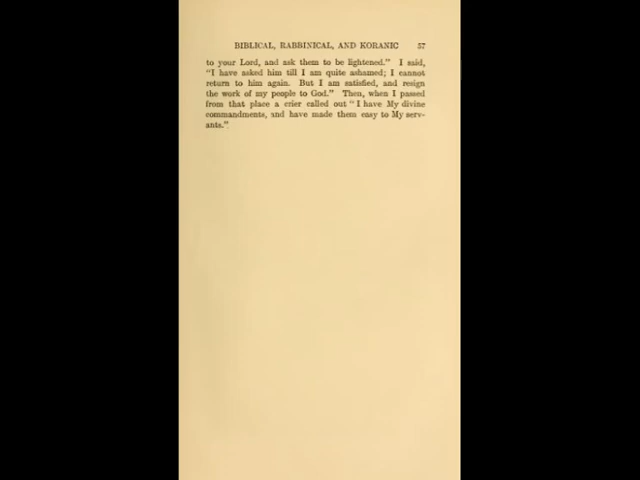 BIBLICAL, RABBINICAL, AND KORANIC 57
to your Lord, and ask them to be lightened." I said,
"I have asked him till I am quite ashamed; I cannot
return to him again. But I am satisfied, and resign
the work of my people to God." Then, when I passed
from that place a crier called out "I have My divine
commandments, and have made them easy to My serv-
ants."